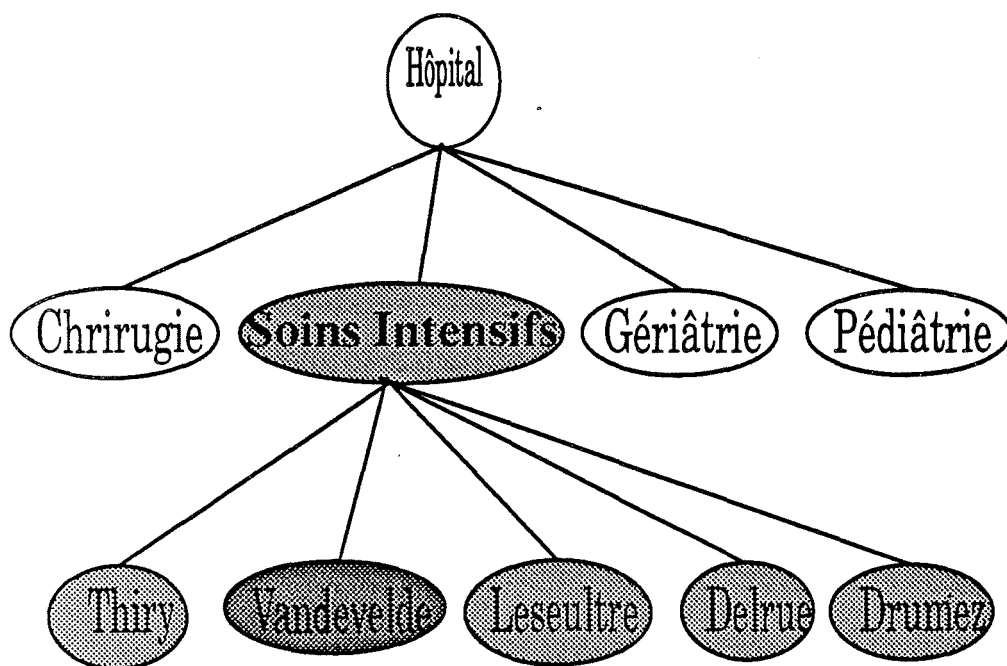 Hôpital
Chrirugie Soins Intensifs Gériâtrie Pédiâtrie
Thiry Vandevelde Leseultre Delrue Drumez